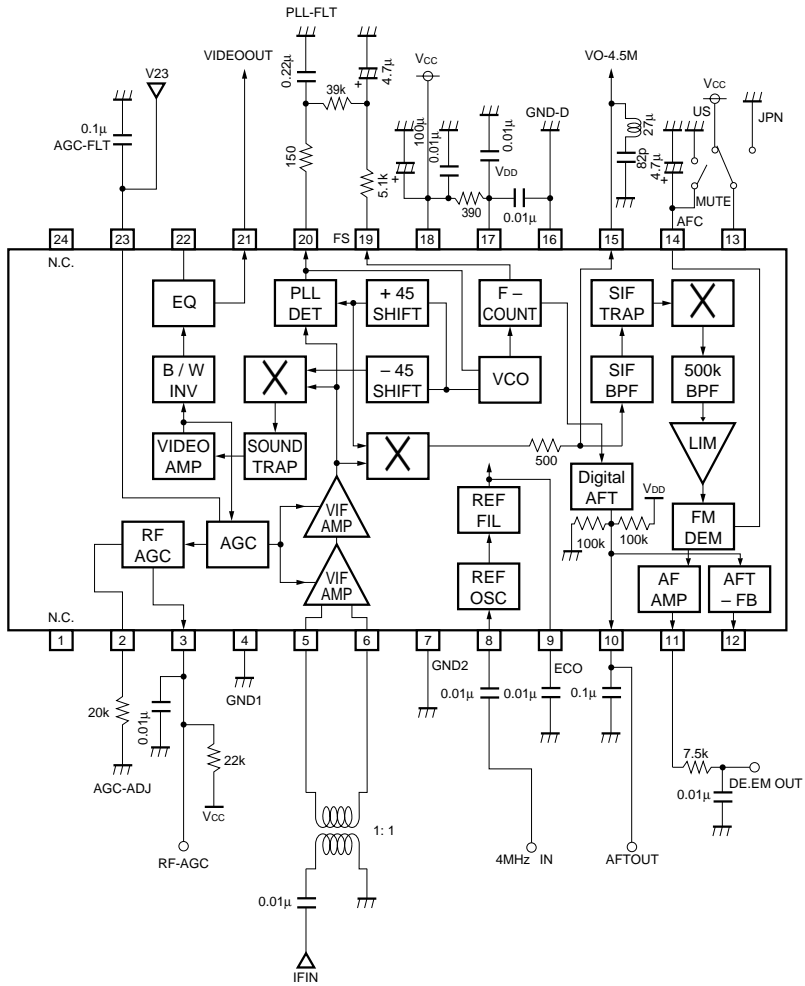 PLL-FLT
VIDEOOUT
V23
0.22µ
4.7µ
39k
VCC
VO-4.5M
VCC
0.1µ
AGC-FLT
150
5.1k
100µ
0.01µ
0.01µ
VDD
390
0.01µ
GND-D
27µ
82p
4.7µ
US
JPN
MUTE
AFC
FS
24
23
22
21
20
19
18
17
16
15
14
13
N.C.
EQ
PLL
DET
+ 45
SHIFT
F –
COUNT
SIF
TRAP
B / W
INV
– 45
SHIFT
VCO
SIF
BPF
500k
BPF
VIDEO
AMP
SOUND
TRAP
500
LIM
Digital
AFT
VDD
RF
AGC
AGC
VIF
AMP
VIF
AMP
REF
FIL
REF
OSC
100k
100k
FM
DEM
AF
AMP
AFT
– FB
N.C.
1
2
3
4
5
6
7
8
9
10
11
12
GND1
GND2
ECO
20k
0.01µ
22k
VCC
AGC-ADJ
RF-AGC
0.01µ
0.01µ
0.1µ
7.5k
0.01µ
DE.EM OUT
1: 1
4MHz IN
AFTOUT
0.01µ
IFIN